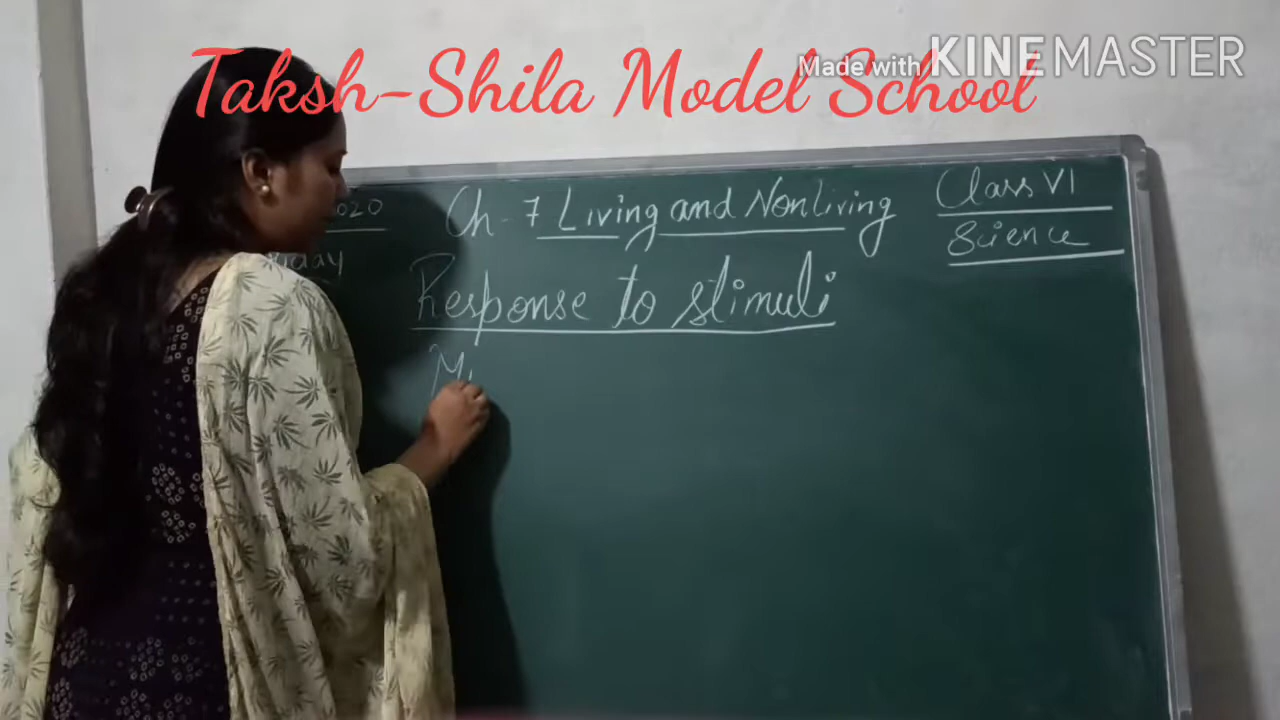 Taksh-Shila Model School
Made with KINEMASTER
Ch - 7 Living and Nonliving
Class VI
Science
Response to stimuli